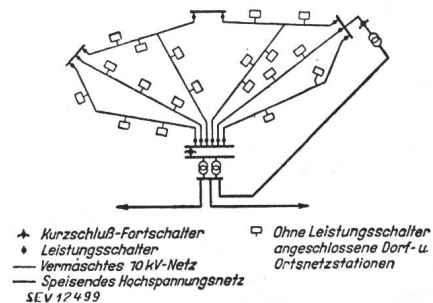 Kurzschluß-Fortschalter
Leistungsschalter
Vermaschtes 10 kV-Netz
Speisendes Hochspannungsnetz
SEV 12499
Ohne Leistungsschalter
angeschlossene Dorf- u.
Ortsnetzstationen